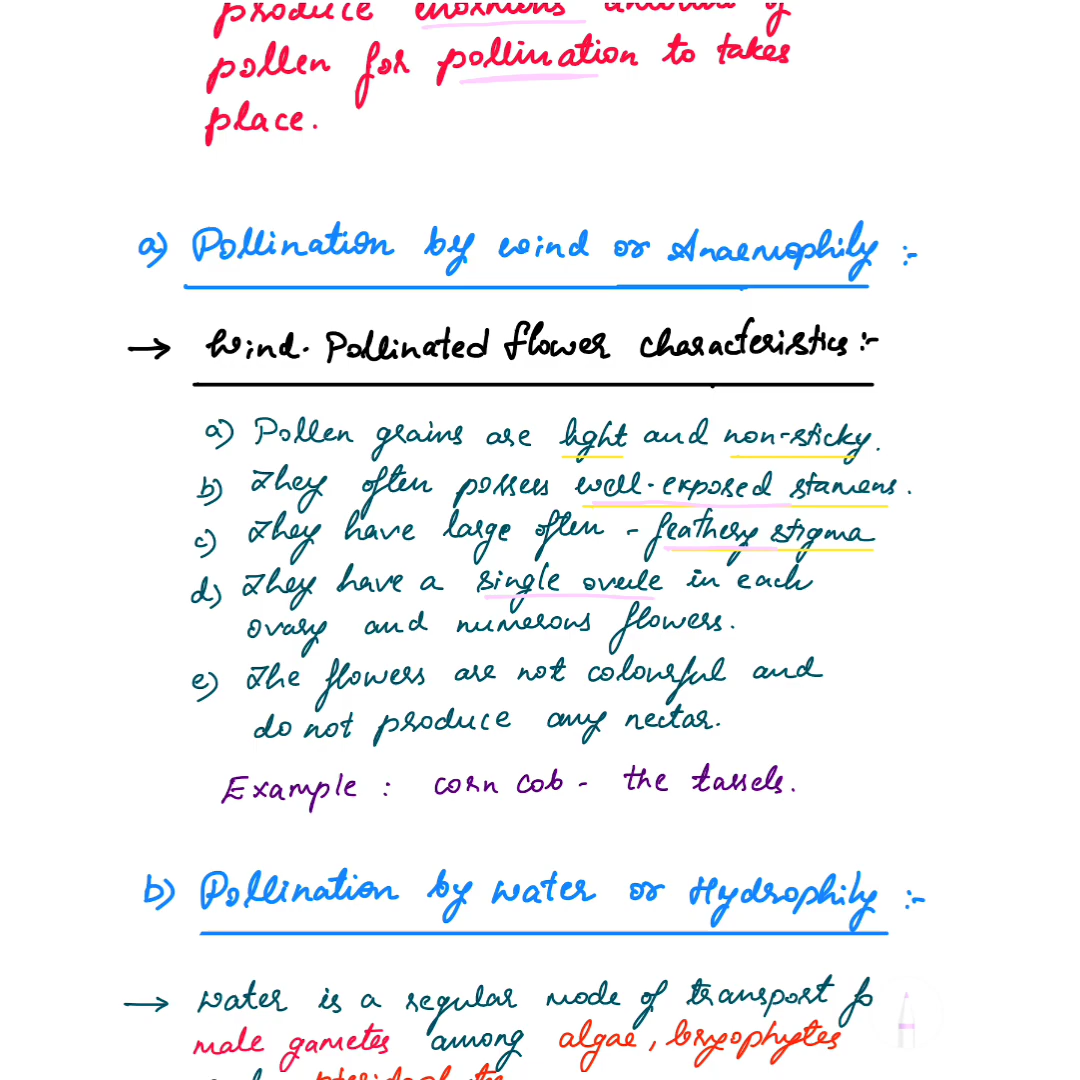 produce enormous amount of
pollen for pollination to takes
place.
a) Pollination by wind or Anaemophily :-
→ Wind-Pollinated flower characteristics :-
a) Pollen grains are light and non-sticky.
b) They often possess well-exposed stamens.
c) They have large often - feathery stigma
d) They have a single ovule in each
ovary and numerous flowers.
e) The flowers are not colourful and
do not produce any nectar.
Example : corn cob - the tassels.
b) Pollination by water or Hydrophily :-
→ Water is a regular mode of transport fo
male gametes among algae, bryophytes